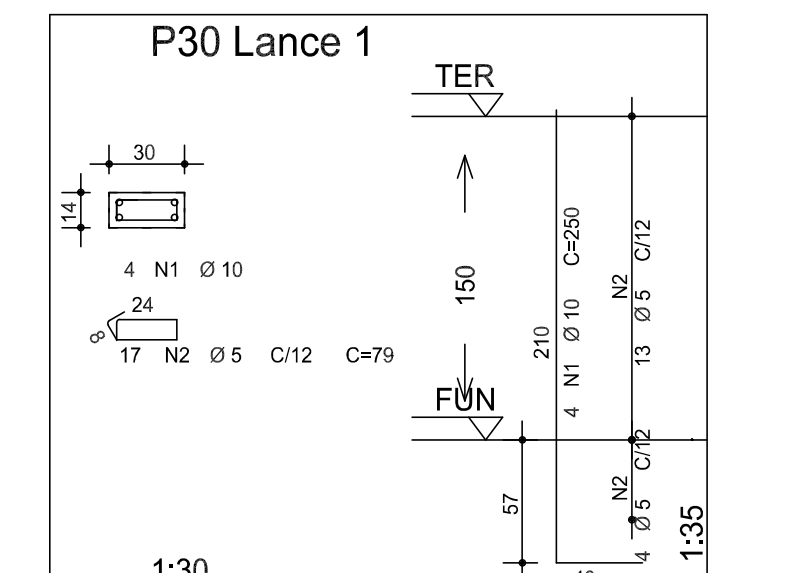 P30 Lance 1
TER
30
14
4 N1 Ø 10
24
8
17 N2 Ø 5 C/12 C=79
150
210
4 N1 Ø 10 C=250
13 Ø 5 C/12
N2
FUN
57
4 Ø 5 C/12
N2
1:35
1:30